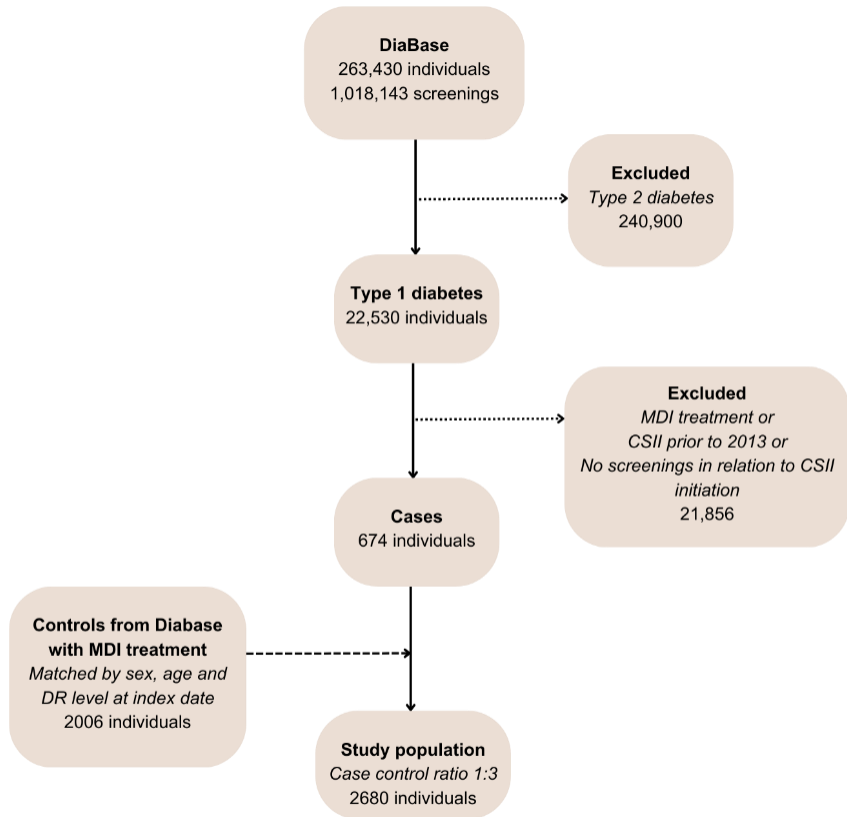 DiaBase
263,430 individuals
1,018,143 screenings
Excluded
Type 2 diabetes
240,900
Type 1 diabetes
22,530 individuals
Excluded
MDI treatment or
CSII prior to 2013 or
No screenings in relation to CSII
initiation
21,856
Cases
674 individuals
Controls from Diabase
with MDI treatment
Matched by sex, age and
DR level at index date
2006 individuals
Study population
Case control ratio 1:3
2680 individuals